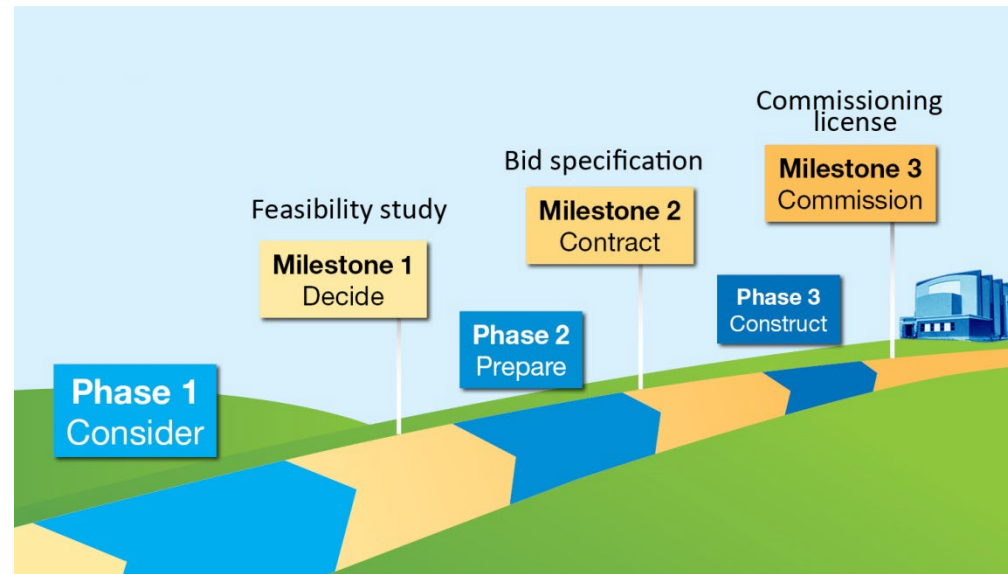 Phase 1
Consider
Feasibility study
Milestone 1
Decide
Phase 2
Prepare
Bid specification
Milestone 2
Contract
Phase 3
Construct
Commissioning
license
Milestone 3
Commission